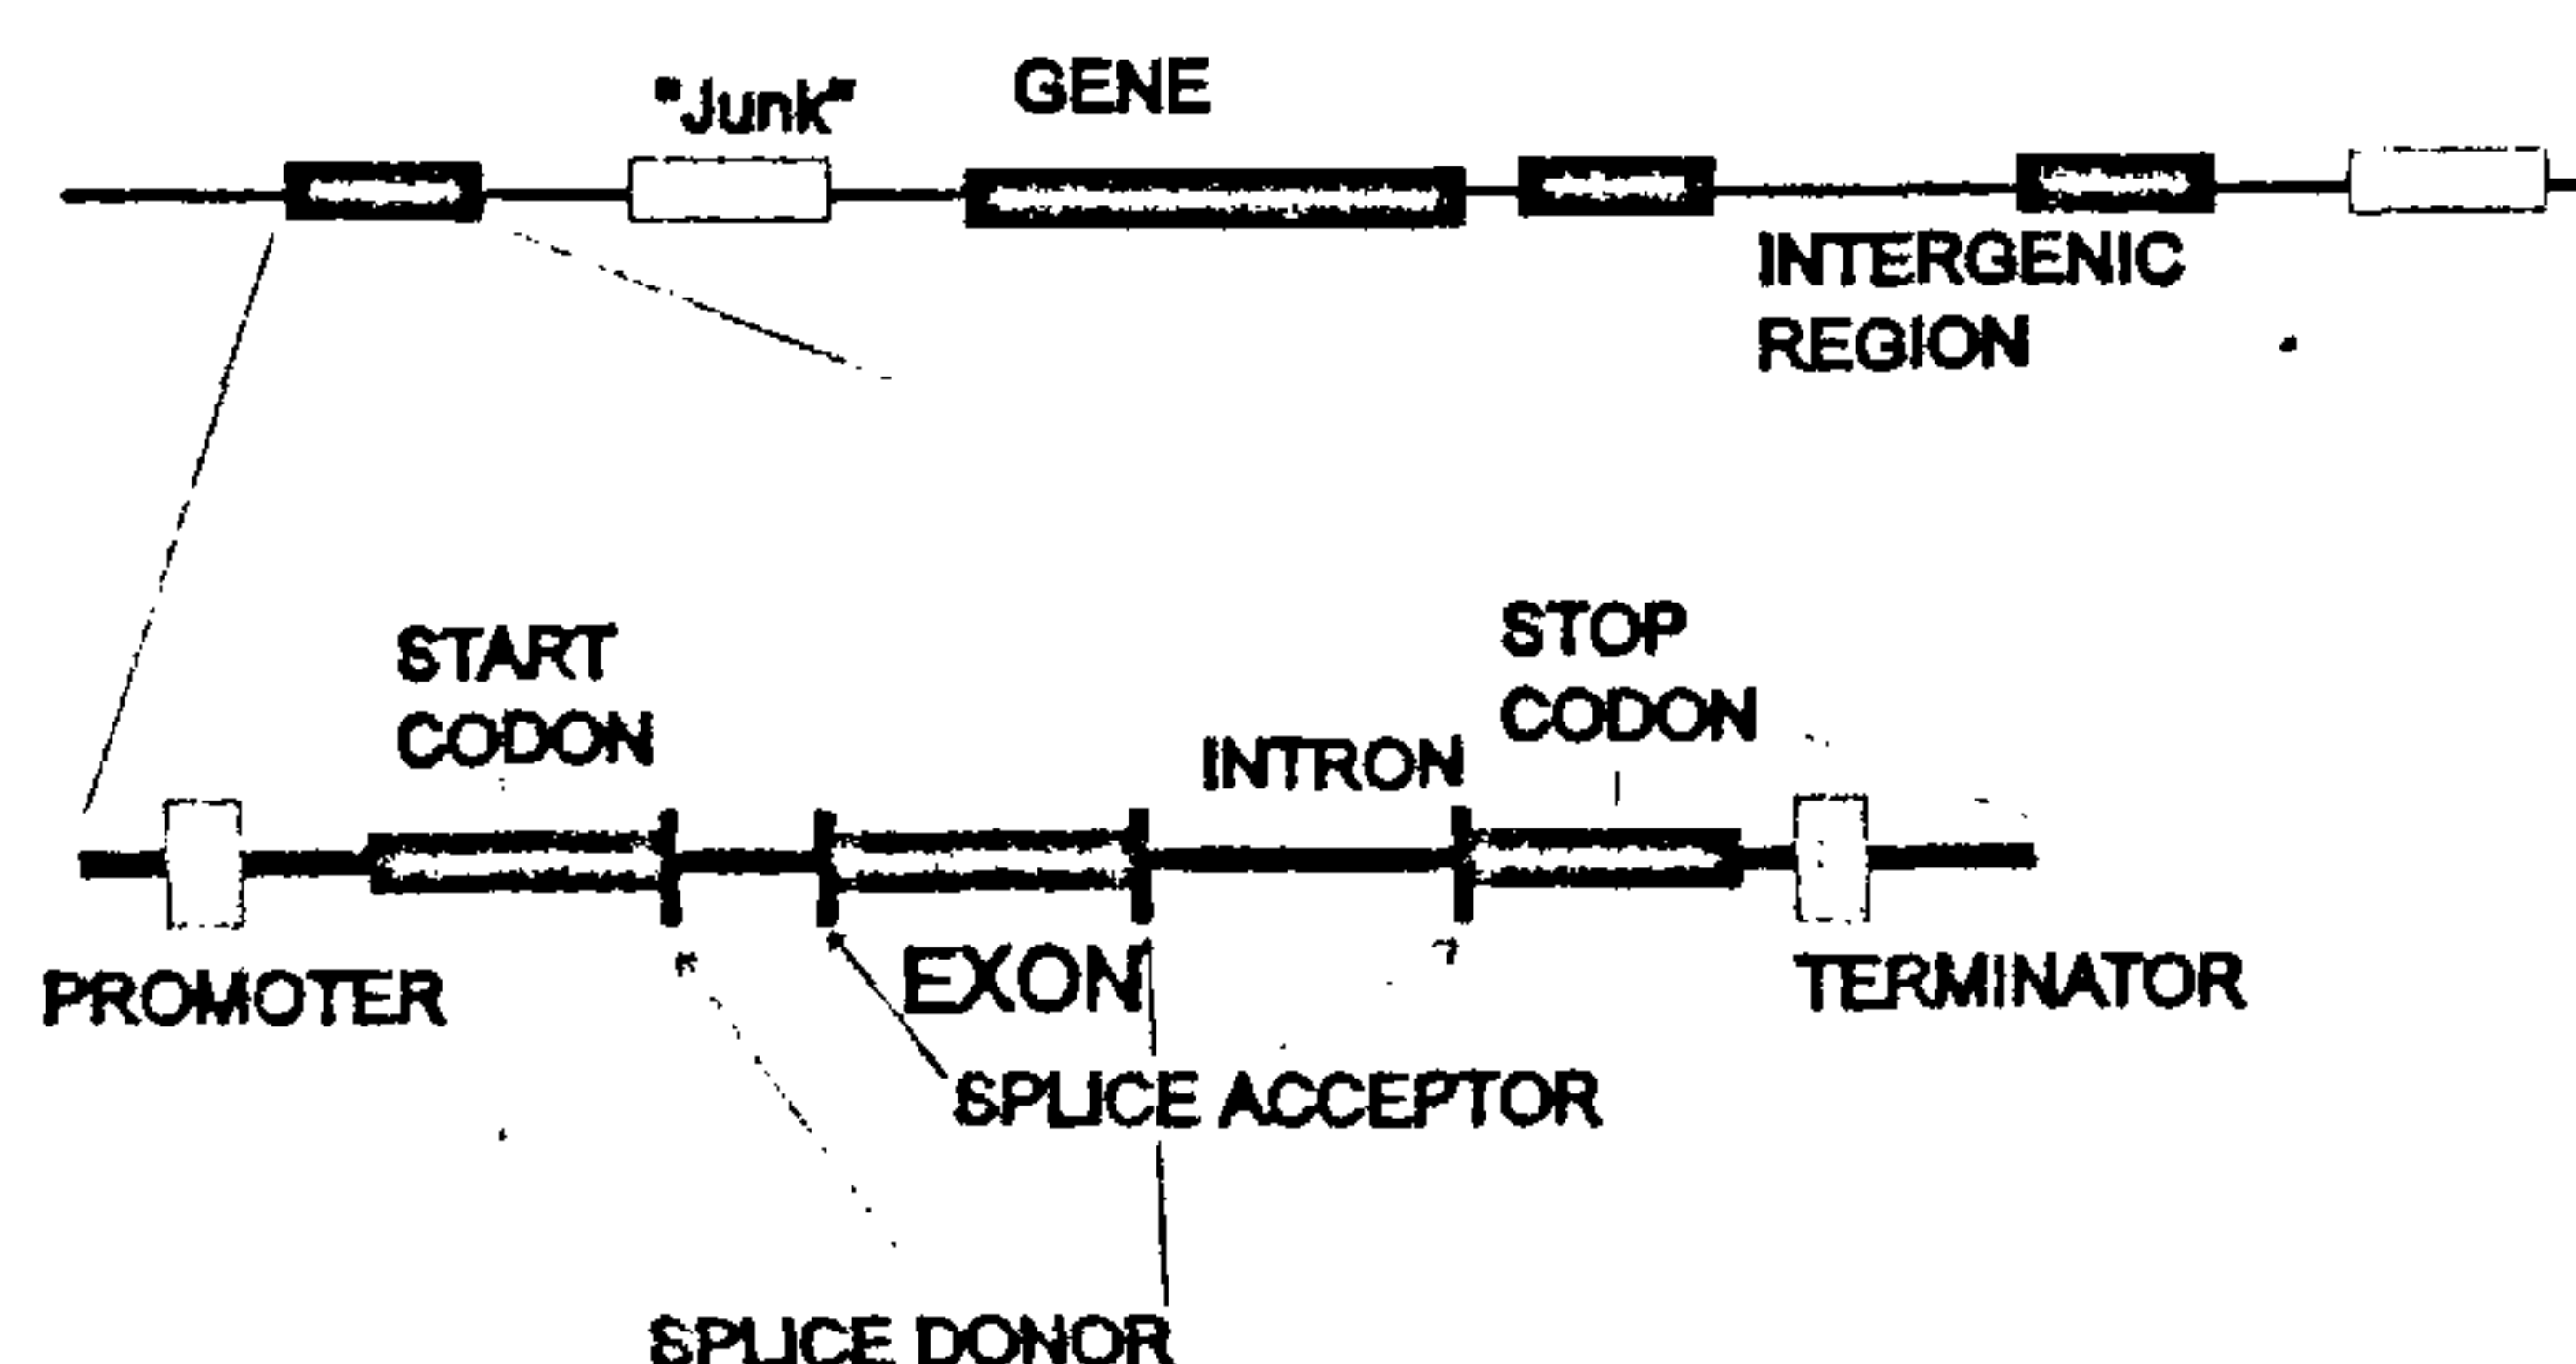 "Junk"
GENE
INTERGENIC
REGION
START
CODON
STOP
CODON
INTRON
PROMOTER
EXON
TERMINATOR
SPLICE ACCEPTOR
SPLICE DONOR